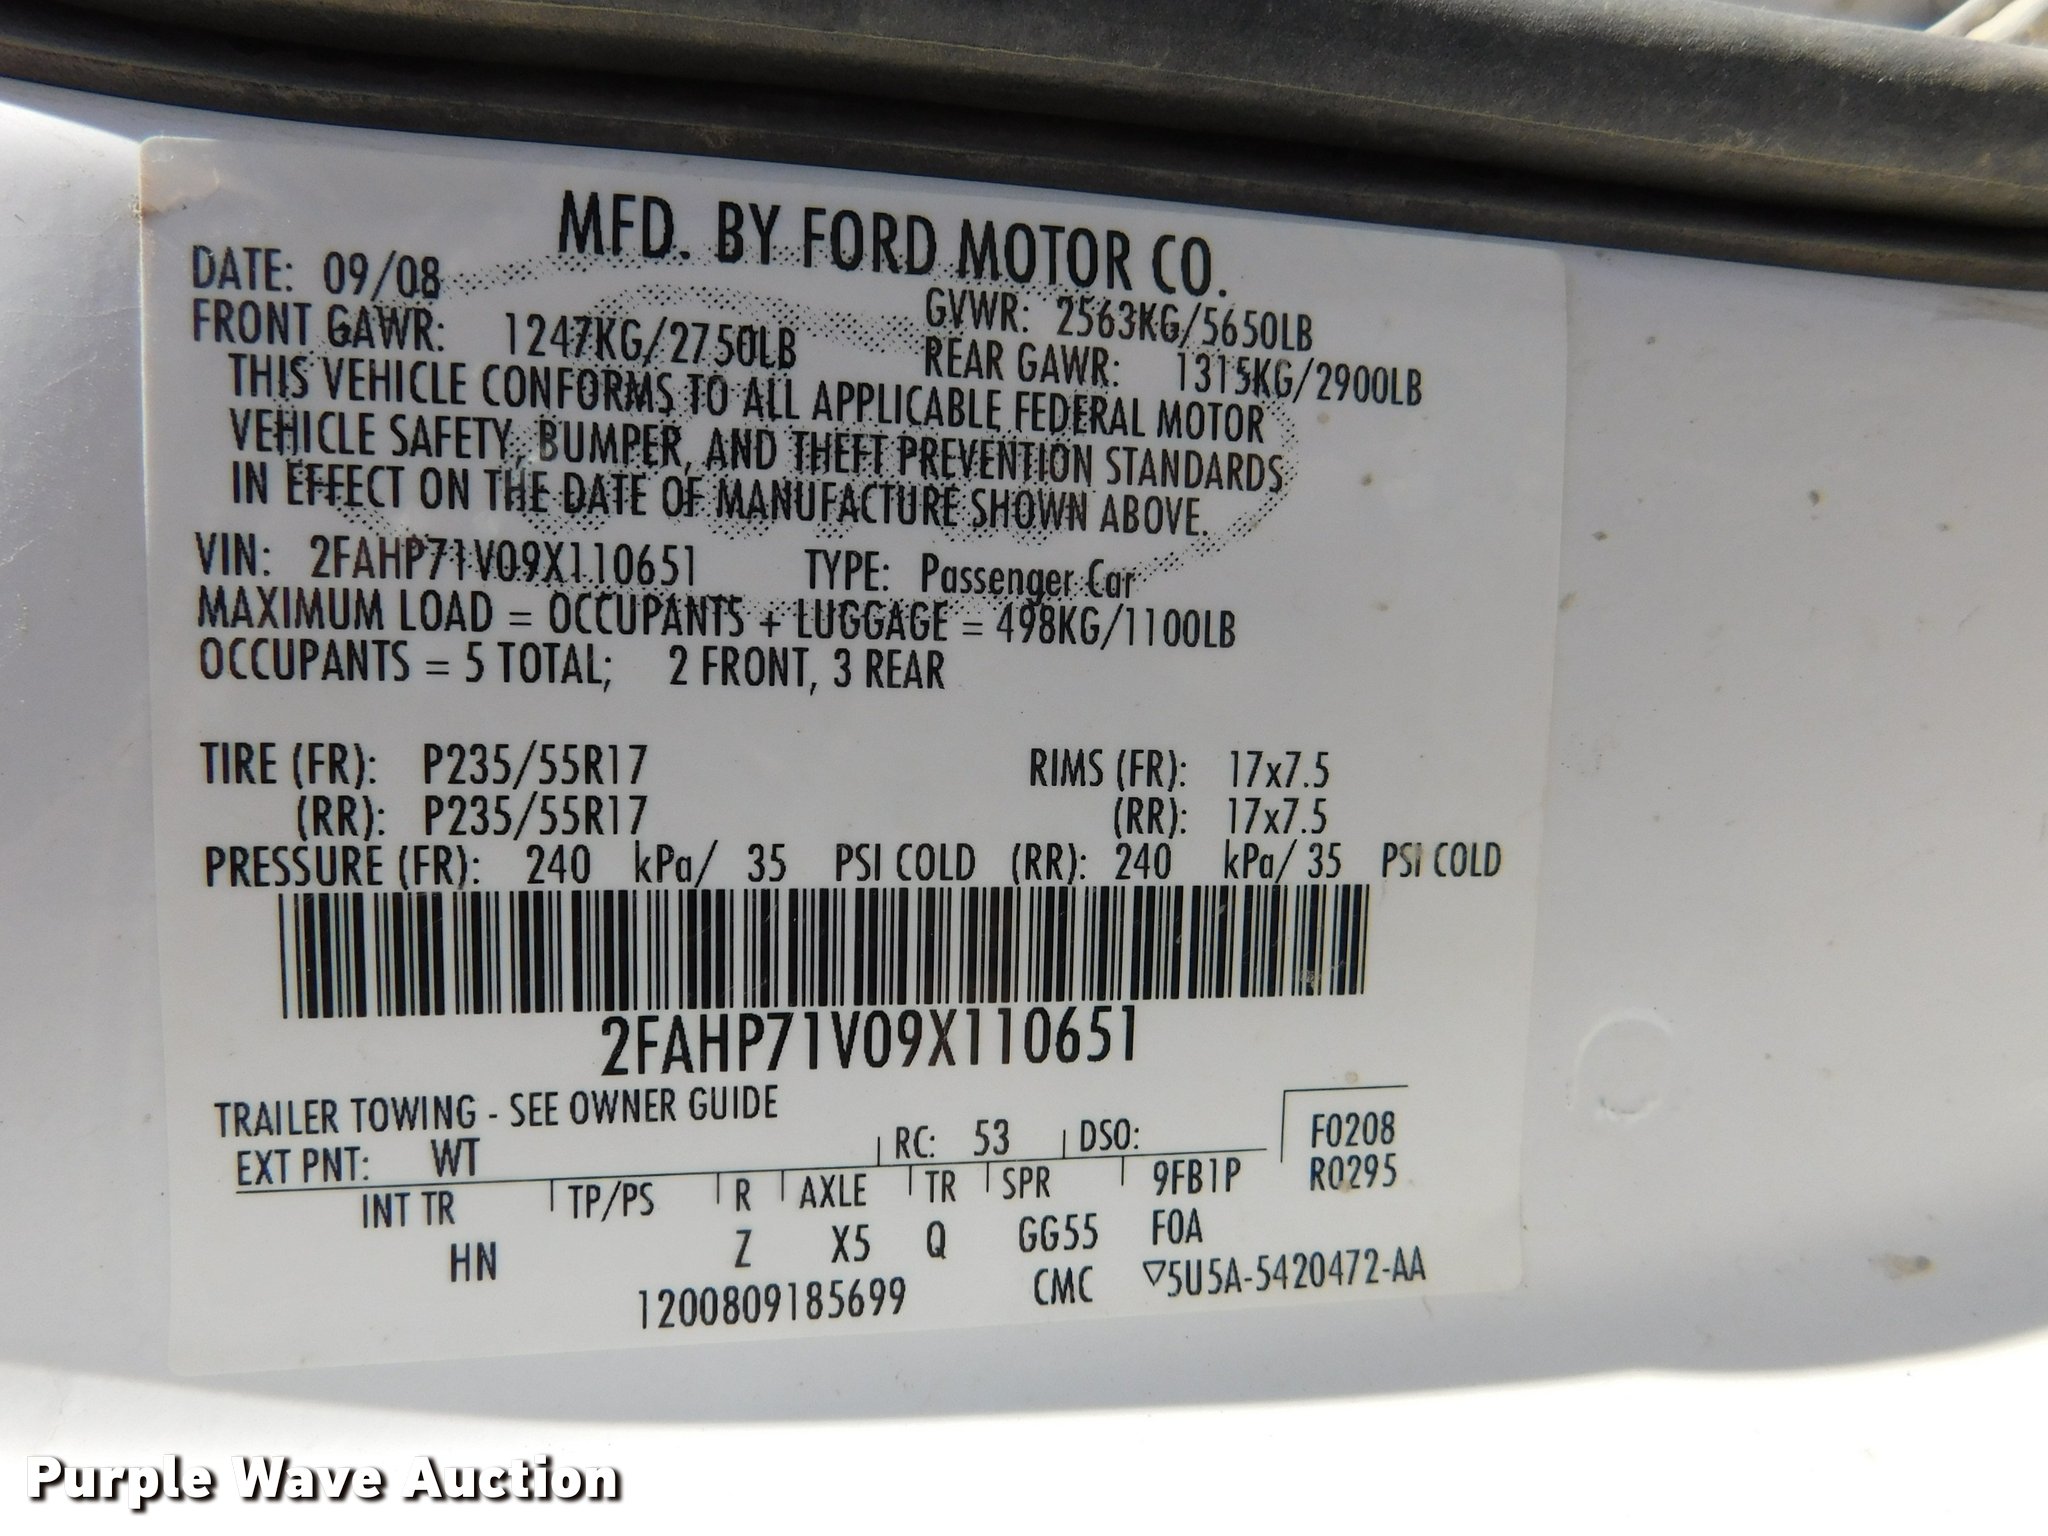 MFD. BY FORD MOTOR CO.
DATE: 09/08 GVWR: 2563KG/5650LB
FRONT GAWR: 1247KG/2750LB REAR GAWR: 1315KG/2900LB
THIS VEHICLE CONFORMS TO ALL APPLICABLE FEDERAL MOTOR
VEHICLE SAFETY, BUMPER, AND THEFT PREVENTION STANDARDS
IN EFFECT ON THE DATE OF MANUFACTURE SHOWN ABOVE.
VIN: 2FAHP71V09X110651 TYPE: Passenger Car
MAXIMUM LOAD = OCCUPANTS + LUGGAGE = 498KG/1100LB
OCCUPANTS = 5 TOTAL; 2 FRONT, 3 REAR
TIRE (FR): P235/55R17 RIMS (FR): 17x7.5
(RR): P235/55R17 (RR): 17x7.5
PRESSURE (FR): 240 kPa/ 35 PSI COLD (RR): 240 kPa/ 35 PSI COLD
2FAHP71V09X110651
TRAILER TOWING - SEE OWNER GUIDE
EXT PNT: WT RC: 53 DSO: F0208
INT TR TP/PS R AXLE TR SPR 9FB1P R0295
HN Z X5 Q GG55 FOA
1200809185699 CMC ▽5U5A-5420472-AA
Purple Wave Auction